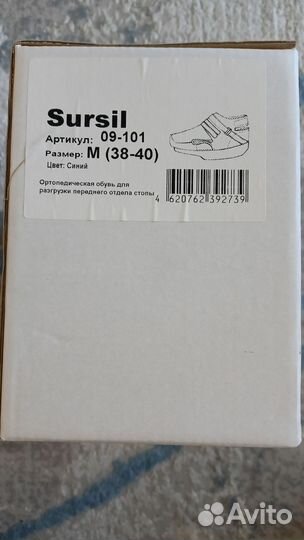 Sursil
Артикул: 09-101
Размер: М (38-40)
Цвет: Синий
Ортопедическая обувь для
разгрузки переднего отдела стопы
4 620762 392739
Avito